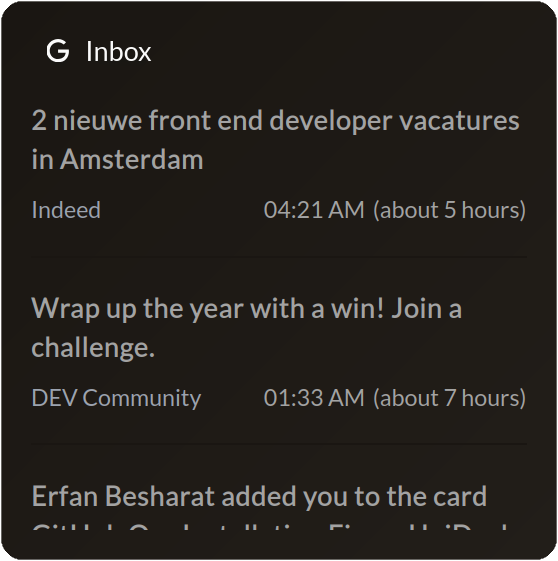 G Inbox
2 nieuwe front end developer vacatures
in Amsterdam
Indeed 04:21 AM (about 5 hours)
Wrap up the year with a win! Join a
challenge.
DEV Community 01:33 AM (about 7 hours)
Erfan Besharat added you to the card